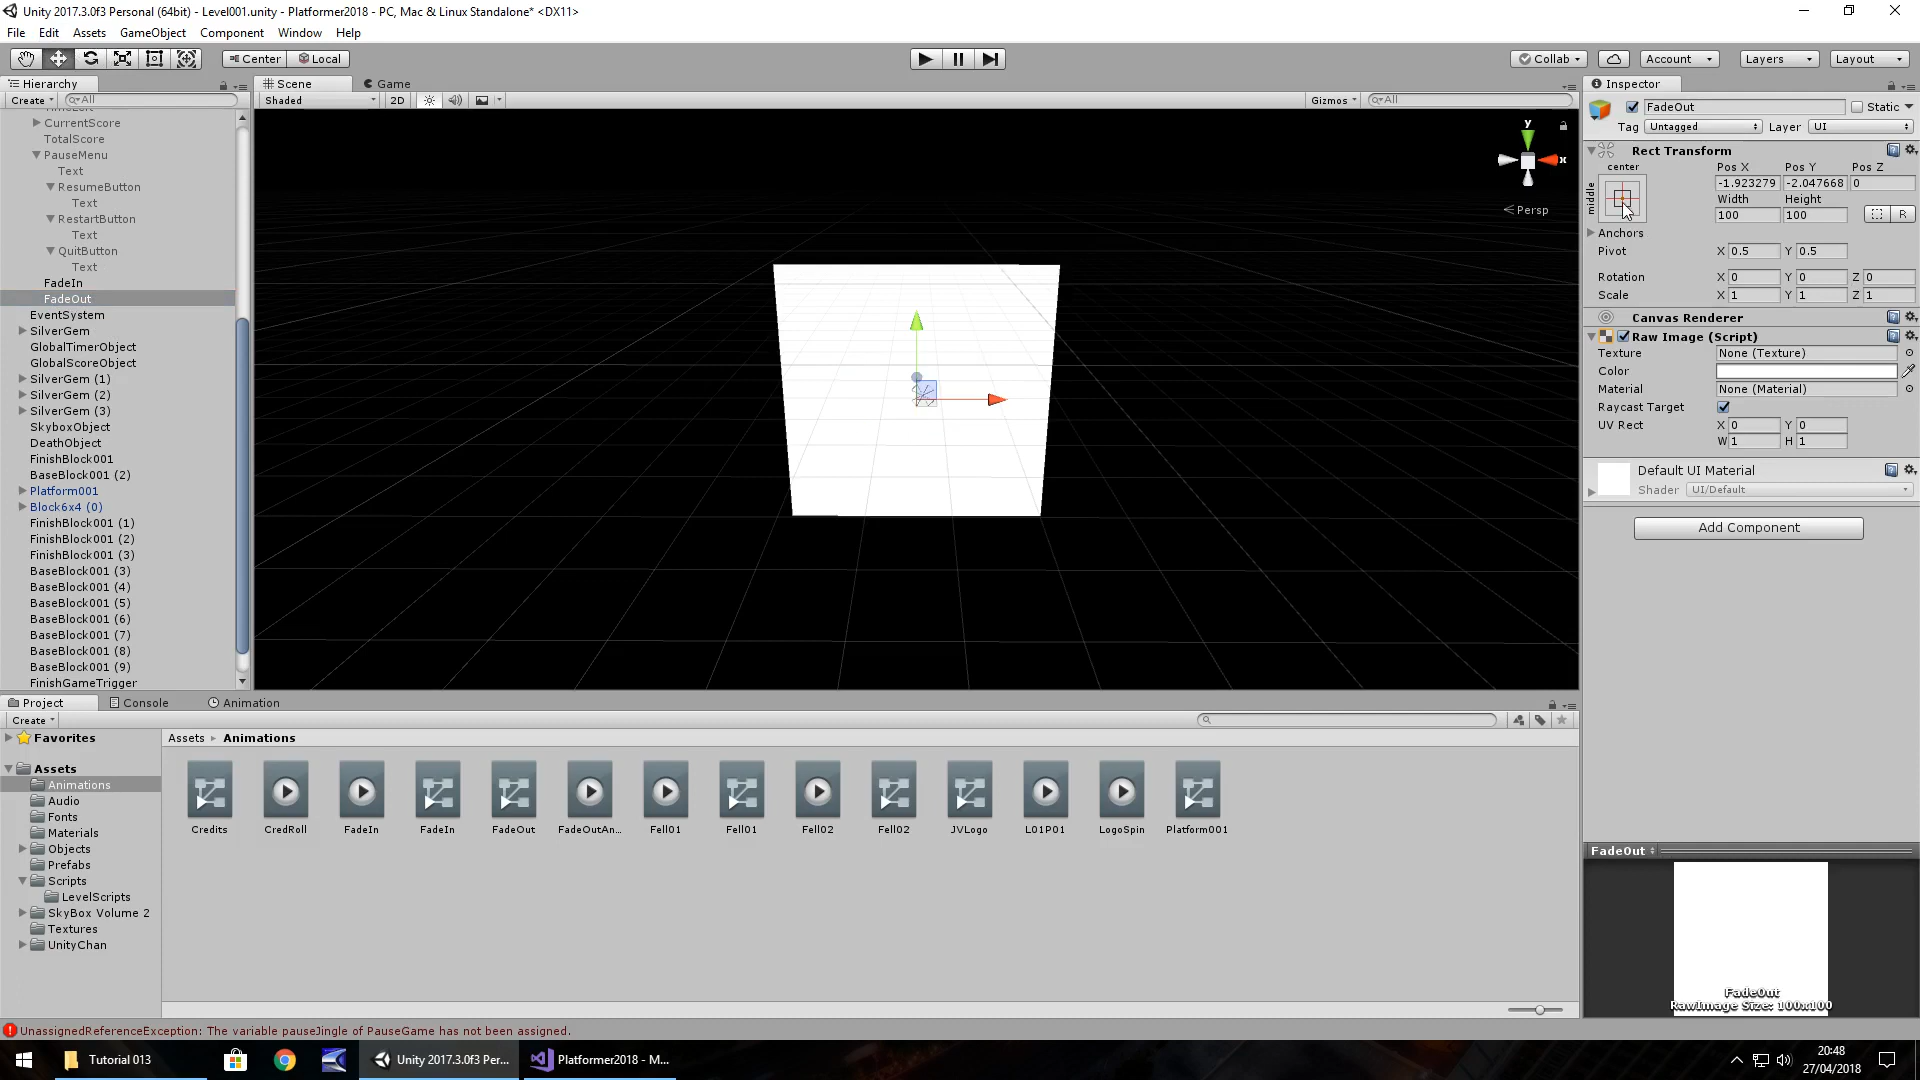 Unity 2017.3.0f3 Personal (64bit) - Level001.unity - Platformer2018 - PC, Mac & Linux Standalone* <DX11>
File Edit Assets GameObject Component Window Help
Center Local Collab Account Layers Layout
Hierarchy Scene Game Inspector
Create All Shaded 2D Gizmos All
CurrentScore
TotalScore
PauseMenu
Text
ResumeButton
Text
RestartButton
Text
QuitButton
Text
FadeIn
FadeOut
EventSystem
SilverGem
GlobalTimerObject
GlobalScoreObject
SilverGem (1)
SilverGem (2)
SilverGem (3)
SkyboxObject
DeathObject
FinishBlock001
BaseBlock001 (2)
Platform001
Block6x4 (0)
FinishBlock001 (1)
FinishBlock001 (2)
FinishBlock001 (3)
BaseBlock001 (3)
BaseBlock001 (4)
BaseBlock001 (5)
BaseBlock001 (6)
BaseBlock001 (7)
BaseBlock001 (8)
BaseBlock001 (9)
FinishGameTrigger
y
x
Persp
FadeOut Static
Tag Untagged Layer UI
Rect Transform
center Pos X Pos Y Pos Z
middle
-1.923279 -2.047668 0
Width Height
100 100 R
Anchors
Pivot X 0.5 Y 0.5
Rotation X 0 Y 0 Z 0
Scale X 1 Y 1 Z 1
Canvas Renderer
Raw Image (Script)
Texture None (Texture)
Color
Material None (Material)
Raycast Target
UV Rect X 0 Y 0
W 1 H 1
Default UI Material
Shader UI/Default
Add Component
FadeOut
FadeOut
RawImage Size: 100x100
Project Console Animation
Create
Favorites
Assets
Animations
Audio
Fonts
Materials
Objects
Prefabs
Scripts
LevelScripts
SkyBox Volume 2
Textures
UnityChan
Assets Animations
Credits CredRoll FadeIn FadeIn FadeOut FadeOutAn... Fell01 Fell01 Fell02 Fell02 JVLogo L01P01 LogoSpin Platform001
UnassignedReferenceException: The variable pauseJingle of PauseGame has not been assigned.
Tutorial 013 Unity 2017.3.0f3 Per... Platformer2018 - M...
20:48
27/04/2018